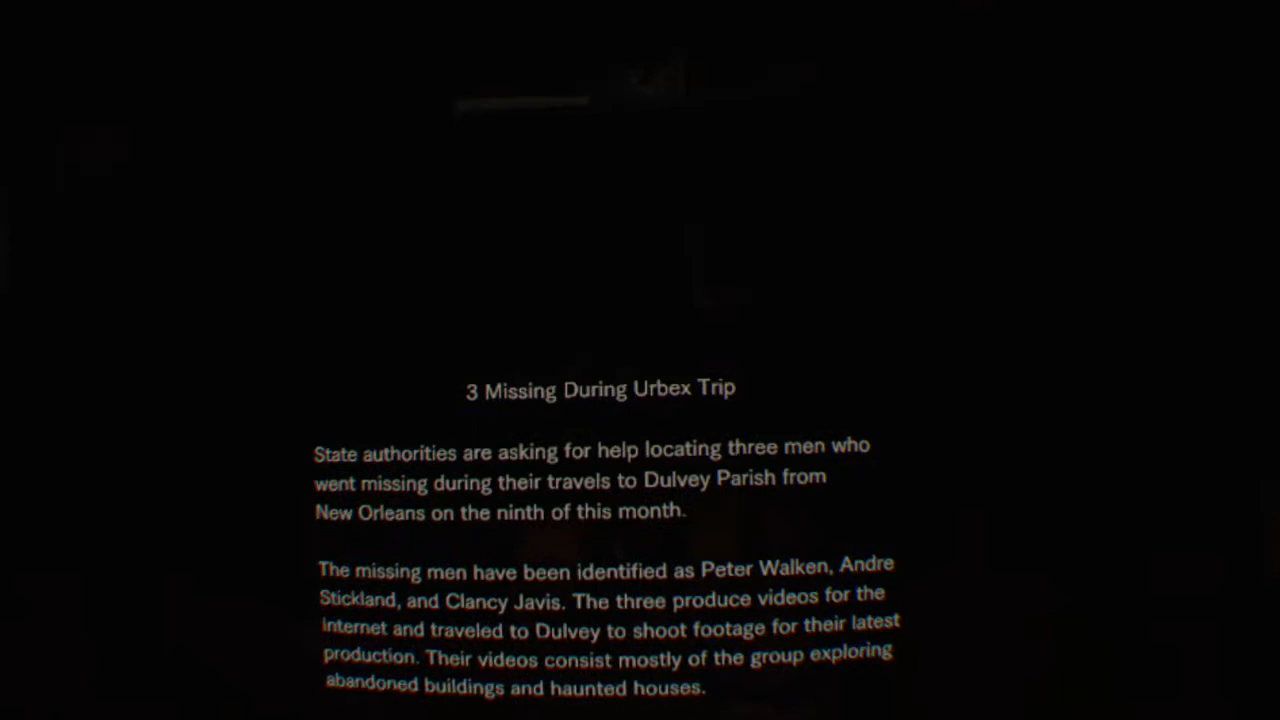 3 Missing During Urbex Trip
State authorities are asking for help locating three men who
went missing during their travels to Dulvey Parish from
New Orleans on the ninth of this month.
The missing men have been identified as Peter Walken, Andre
Stickland, and Clancy Javis. The three produce videos for the
Internet and traveled to Dulvey to shoot footage for their latest
production. Their videos consist mostly of the group exploring
abandoned buildings and haunted houses.